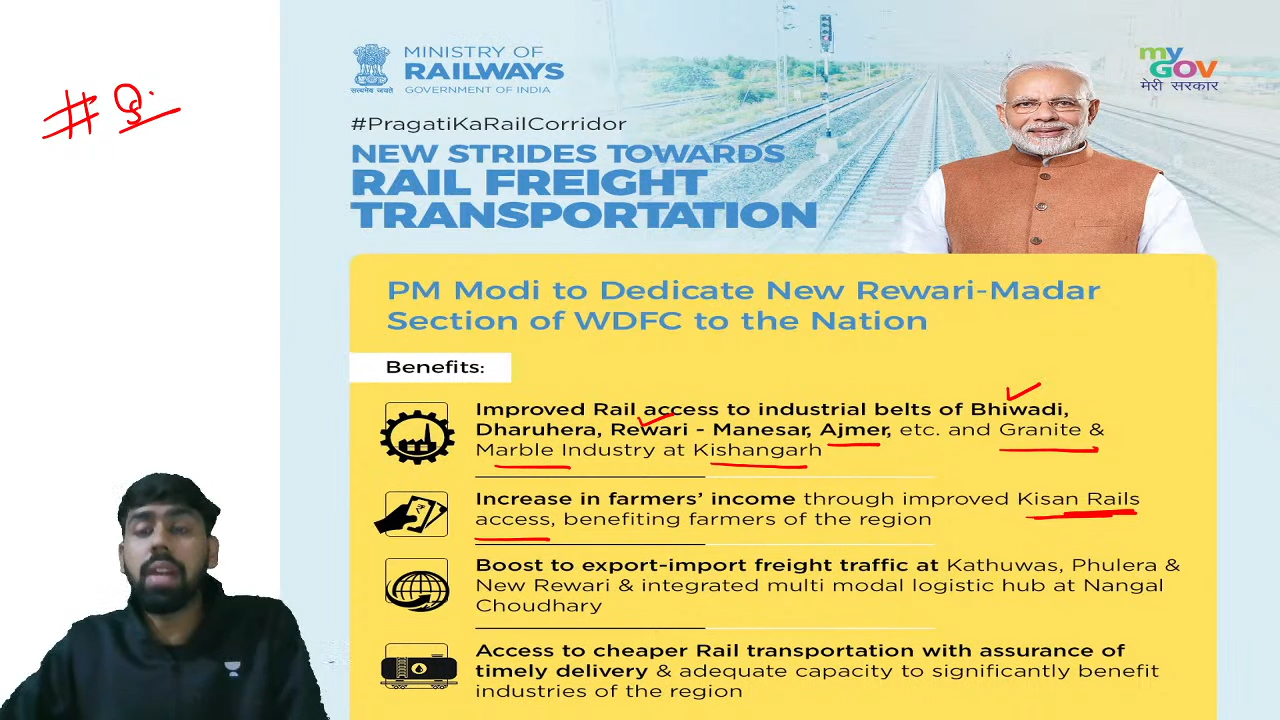 MINISTRY OF
RAILWAYS
GOVERNMENT OF INDIA
सत्यमेव जयते
my
GOV
मेरी सरकार
#PragatiKaRailCorridor
NEW STRIDES TOWARDS
RAIL FREIGHT
TRANSPORTATION
PM Modi to Dedicate New Rewari-Madar
Section of WDFC to the Nation
Benefits:
Improved Rail access to industrial belts of Bhiwadi,
Dharuhera, Rewari - Manesar, Ajmer, etc. and Granite &
Marble Industry at Kishangarh
Increase in farmers' income through improved Kisan Rails
access, benefiting farmers of the region
Boost to export-import freight traffic at Kathuwas, Phulera &
New Rewari & integrated multi modal logistic hub at Nangal
Choudhary
Access to cheaper Rail transportation with assurance of
timely delivery & adequate capacity to significantly benefit
industries of the region